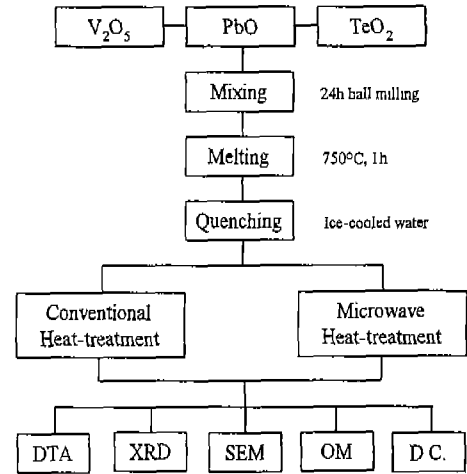 V₂O₅ PbO TeO₂
Mixing 24h ball milling
Melting 750°C, 1h
Quenching Ice-cooled water
Conventional
Heat-treatment
Microwave
Heat-treatment
DTA XRD SEM OM D C.